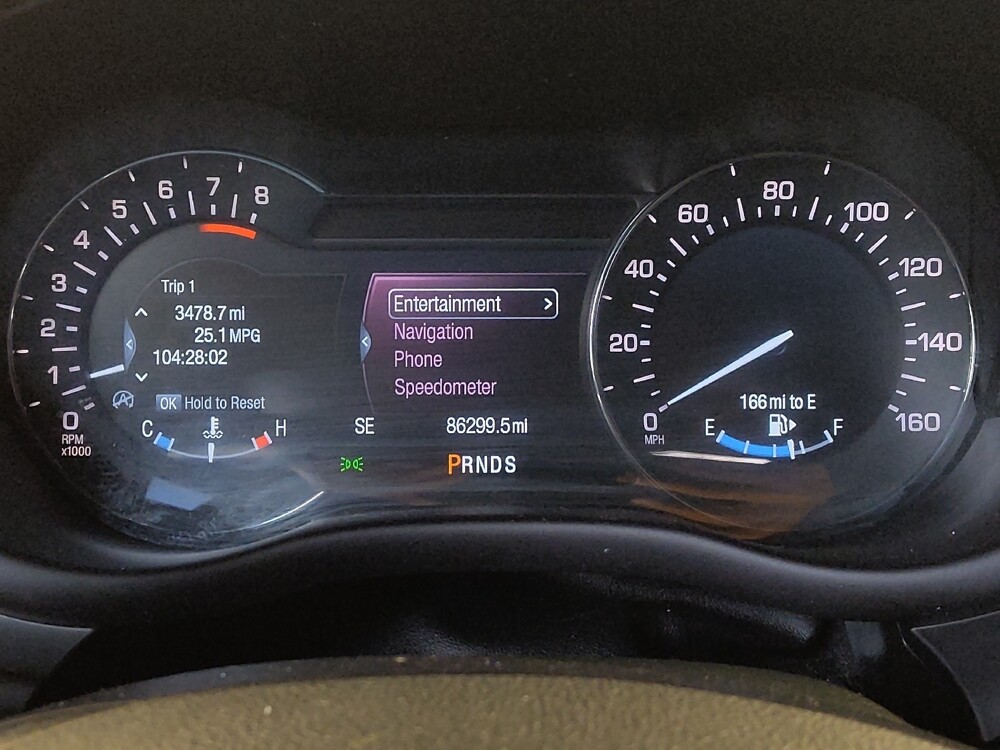 8
7
6
5
4
3
2
1
0
RPM
x1000
Trip 1
3478.7 mi
25.1 MPG
104:28:02
OK Hold to Reset
C H
Entertainment >
Navigation
Phone
Speedometer
SE 86299.5 mi
PRNDS
0
MPH
20
40
60
80
100
120
140
160
166 mi to E
E F